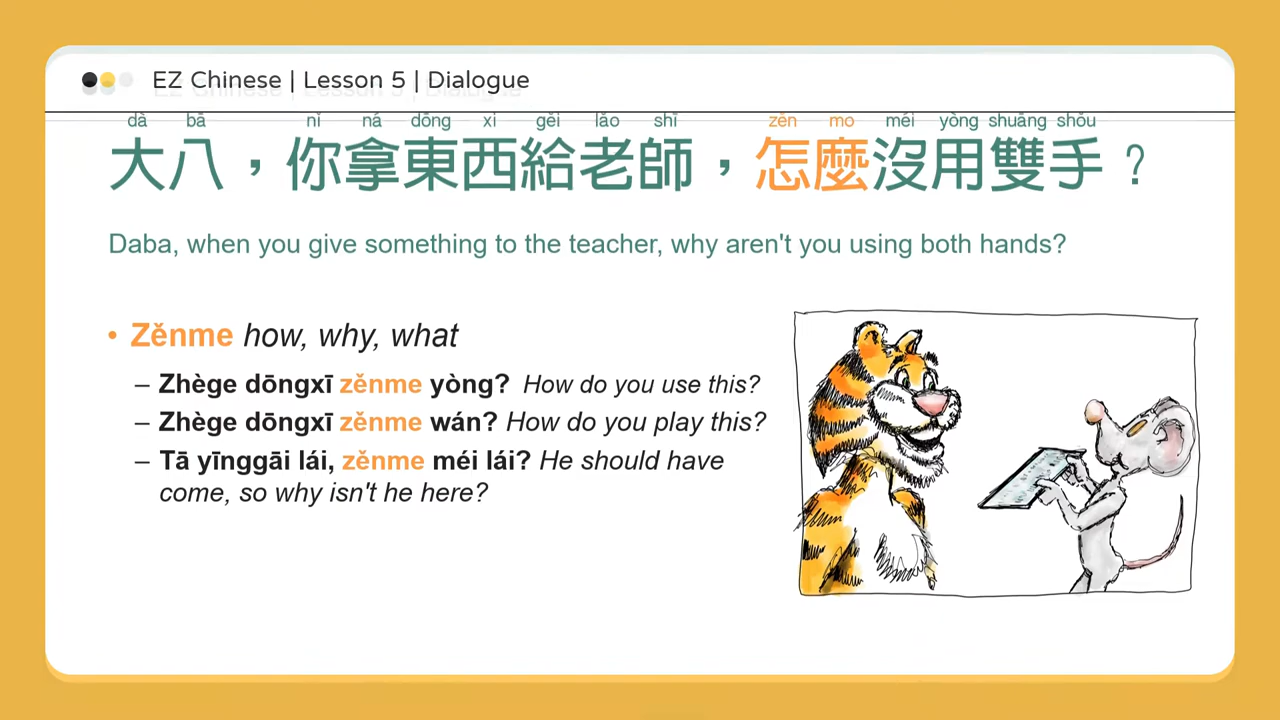 EZ Chinese | Lesson 5 | Dialogue
dà bā nǐ ná dōng xi gěi lǎo shī zěn mo méi yòng shuāng shǒu
大八，你拿東西給老師，怎麼沒用雙手？
Daba, when you give something to the teacher, why aren't you using both hands?
• Zěnme how, why, what
– Zhège dōngxī zěnme yòng? How do you use this?
– Zhège dōngxī zěnme wán? How do you play this?
– Tā yīnggāi lái, zěnme méi lái? He should have
come, so why isn't he here?